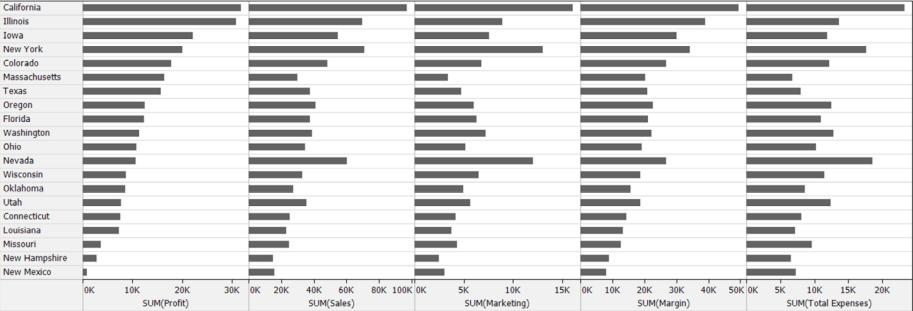 California
Illinois
Iowa
New York
Colorado
Massachusetts
Texas
Oregon
Florida
Washington
Ohio
Nevada
Wisconsin
Oklahoma
Utah
Connecticut
Louisiana
Missouri
New Hampshire
New Mexico
0K 10K 20K 30K 0K 20K 40K 60K 80K 100K 0K 5K 10K 15K 0K 10K 20K 30K 40K 50K 0K 5K 10K 15K 20K
SUM(Profit) SUM(Sales) SUM(Marketing) SUM(Margin) SUM(Total Expenses)